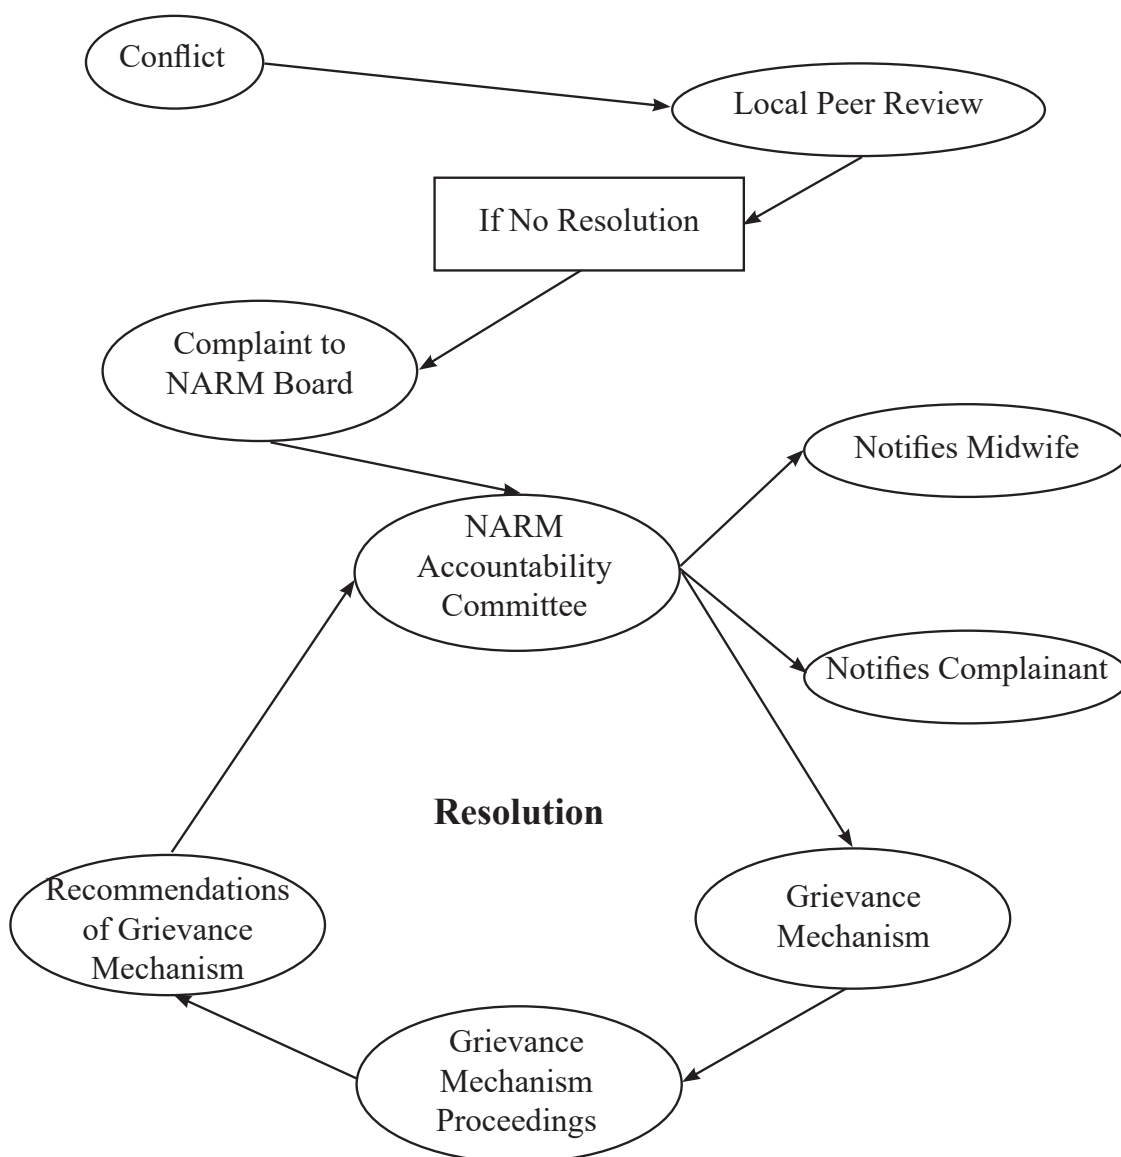 Conflict
Local Peer Review
If No Resolution
Complaint to
NARM Board
Notifies Midwife
NARM
Accountability
Committee
Notifies Complainant
Resolution
Recommendations
of Grievance
Mechanism
Grievance
Mechanism
Grievance
Mechanism
Proceedings